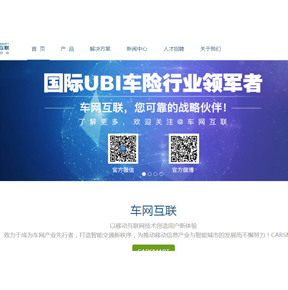 互联
首 页 产 品 解决方案 新闻中心 人才招聘 关于我们
国际UBI车险行业领军者
车网互联，您可靠的战略伙伴！
了解更多，欢迎关注@车网互联
官方微信 官方微博
车网互联
以移动互联网技术创造用户新体验
致力于成为车网产业先行者，打造智能交通新秩序，为推动移动信息产业与智能城市的发展而不懈努力！CARSM